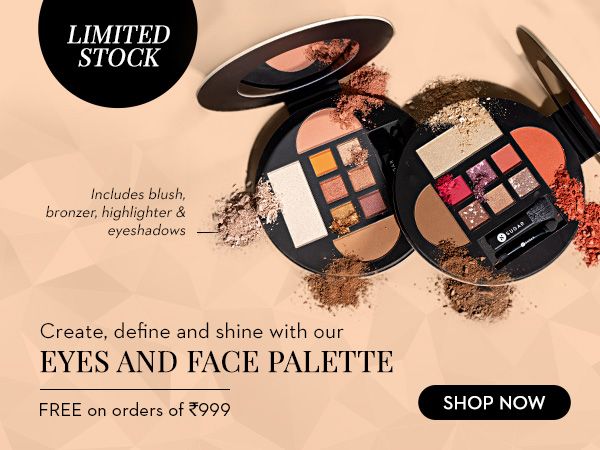 LIMITED
STOCK
Includes blush,
bronzer, highlighter &
eyeshadows
SUGAR
Create, define and shine with our
EYES AND FACE PALETTE
FREE on orders of ₹999
SHOP NOW